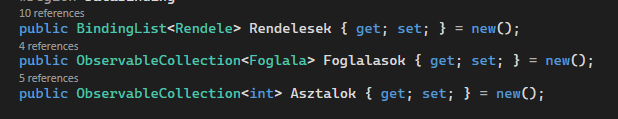 10 references
public BindingList<Rendele> Rendelesek { get; set; } = new();
4 references
public ObservableCollection<Foglala> Foglalasok { get; set; } = new();
5 references
public ObservableCollection<int> Asztalok { get; set; } = new();